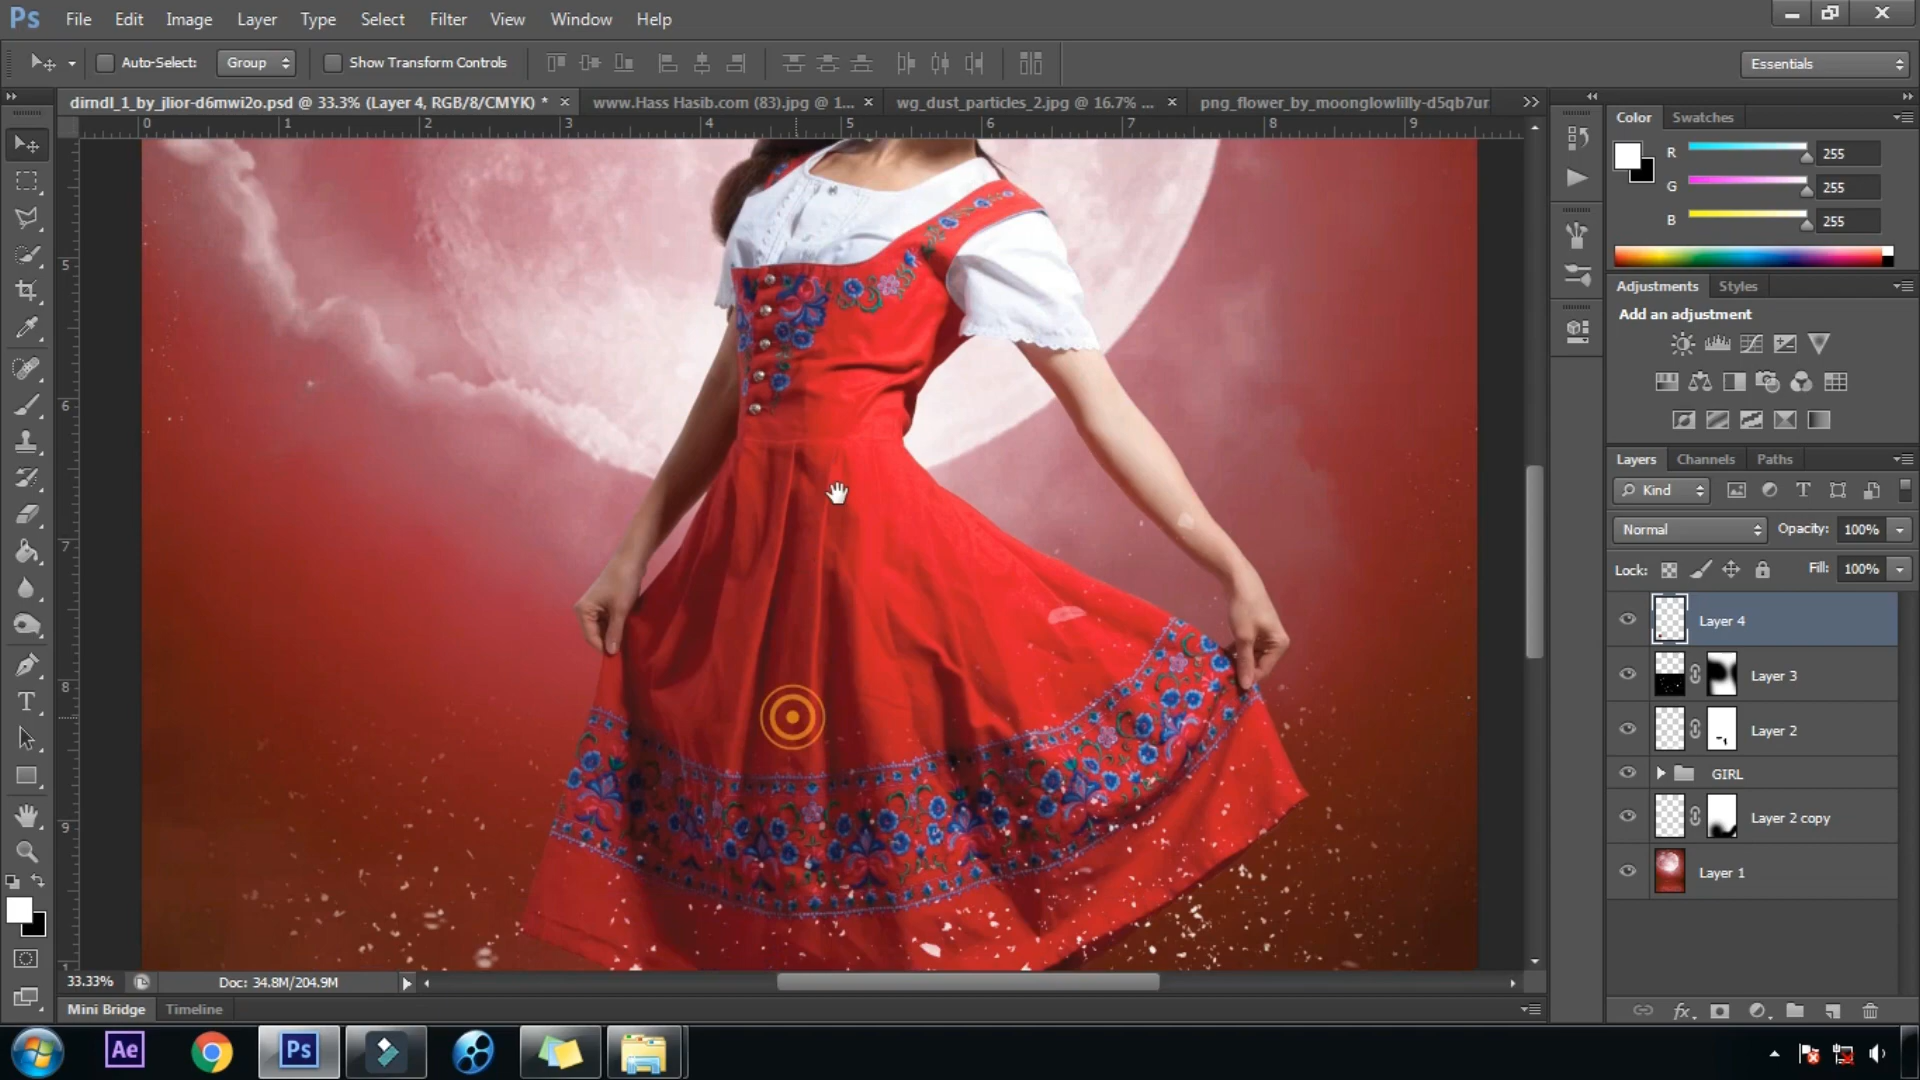 Ps File Edit Image Layer Type Select Filter View Window Help
Auto-Select: Group Show Transform Controls Essentials
dirndl_1_by_jlior-d6mwi2o.psd @ 33.3% (Layer 4, RGB/8/CMYK) * www.Hass Hasib.com (83).jpg @ 1... wg_dust_particles_2.jpg @ 16.7% ... png_flower_by_moonglowlilly-d5qb7ur
0 1 2 3 4 5 6 7 8 9
5
6
7
8
9
Color Swatches
R 255
G 255
B 255
Adjustments Styles
Add an adjustment
Layers Channels Paths
Kind
Normal Opacity: 100%
Lock: Fill: 100%
Layer 4
Layer 3
Layer 2
GIRL
Layer 2 copy
Layer 1
33.33% Doc: 34.8M/204.9M
Mini Bridge Timeline
Ae Ps